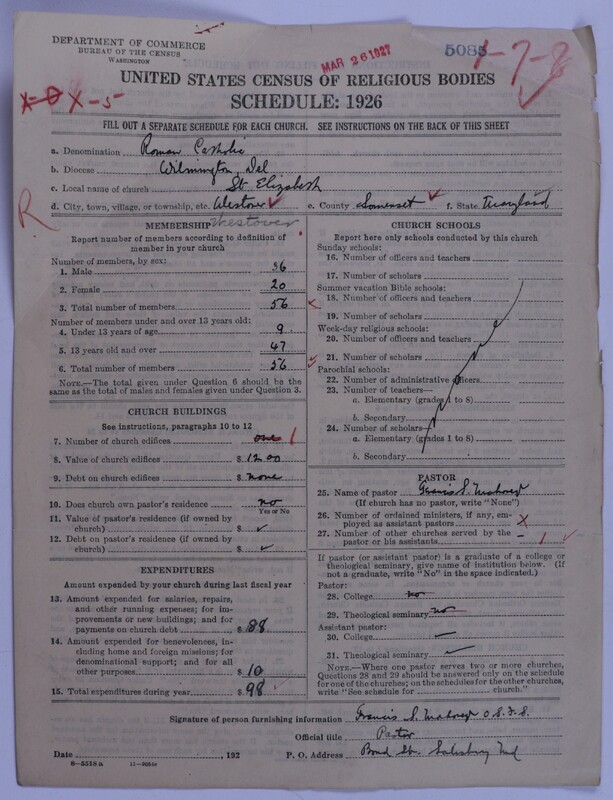 DEPARTMENT OF COMMERCE
BUREAU OF THE CENSUS
WASHINGTON
MAR 26 1927
5085
1-7-8
X-5
UNITED STATES CENSUS OF RELIGIOUS BODIES
SCHEDULE: 1926
FILL OUT A SEPARATE SCHEDULE FOR EACH CHURCH. SEE INSTRUCTIONS ON THE BACK OF THIS SHEET
a. Denomination Roman Catholic
b. Diocese Wilmington, Del
c. Local name of church St. Elizabeth
d. City, town, village, or township, etc. Westover e. County Somerset f. State Maryland
R
Westover
MEMBERSHIP
Report number of members according to definition of
member in your church
Number of members, by sex:
1. Male 36
2. Female 20
3. Total number of members 56
Number of members under and over 13 years old:
4. Under 13 years of age 9
5. 13 years old and over 47
6. Total number of members 56
NOTE.—The total given under Question 6 should be
the same as the total of males and females given under Question 3.
CHURCH BUILDINGS
See instructions, paragraphs 10 to 12
7. Number of church edifices one 1
8. Value of church edifices $ 1200
9. Debt on church edifices $ none
10. Does church own pastor's residence no
Yes or No
11. Value of pastor's residence (if owned by
church) $ ✓
12. Debt on pastor's residence (if owned by
church) $ ✓
EXPENDITURES
Amount expended by your church during last fiscal year
13. Amount expended for salaries, repairs,
and other running expenses; for im-
provements or new buildings; and for
payments on church debt $ 88
14. Amount expended for benevolences, in-
cluding home and foreign missions; for
denominational support; and for all
other purposes $ 10
15. Total expenditures during year $ 98
CHURCH SCHOOLS
Report here only schools conducted by this church
Sunday schools:
16. Number of officers and teachers
17. Number of scholars
Summer vacation Bible schools:
18. Number of officers and teachers
19. Number of scholars
Week-day religious schools:
20. Number of officers and teachers
21. Number of scholars
Parochial schools:
22. Number of administrative officers
23. Number of teachers—
a. Elementary (grades 1 to 8)
b. Secondary
24. Number of scholars—
a. Elementary (grades 1 to 8)
b. Secondary
PASTOR
25. Name of pastor Francis S.
(If church has no pastor, write "None")
26. Number of ordained ministers, if any, em-
ployed as assistant pastors X
27. Number of other churches served by the
pastor or his assistants - 1 ✓
If pastor (or assistant pastor) is a graduate of a college or
theological seminary, give name of institution below. (If
not a graduate, write "No" in the space indicated.)
Pastor:
28. College no
29. Theological seminary no
Assistant pastor:
30. College —
31. Theological seminary
NOTE.—Where one pastor serves two or more churches,
Questions 28 and 29 should be answered only on the schedule
for one of the churches; on the schedules for the other churches,
write "See schedule for church."
Signature of person furnishing information Francis S. O.S.F.S.
Official title Pastor
Date , 192 P. O. Address Bond St. Salisbury Md
8-5518a 11-9084